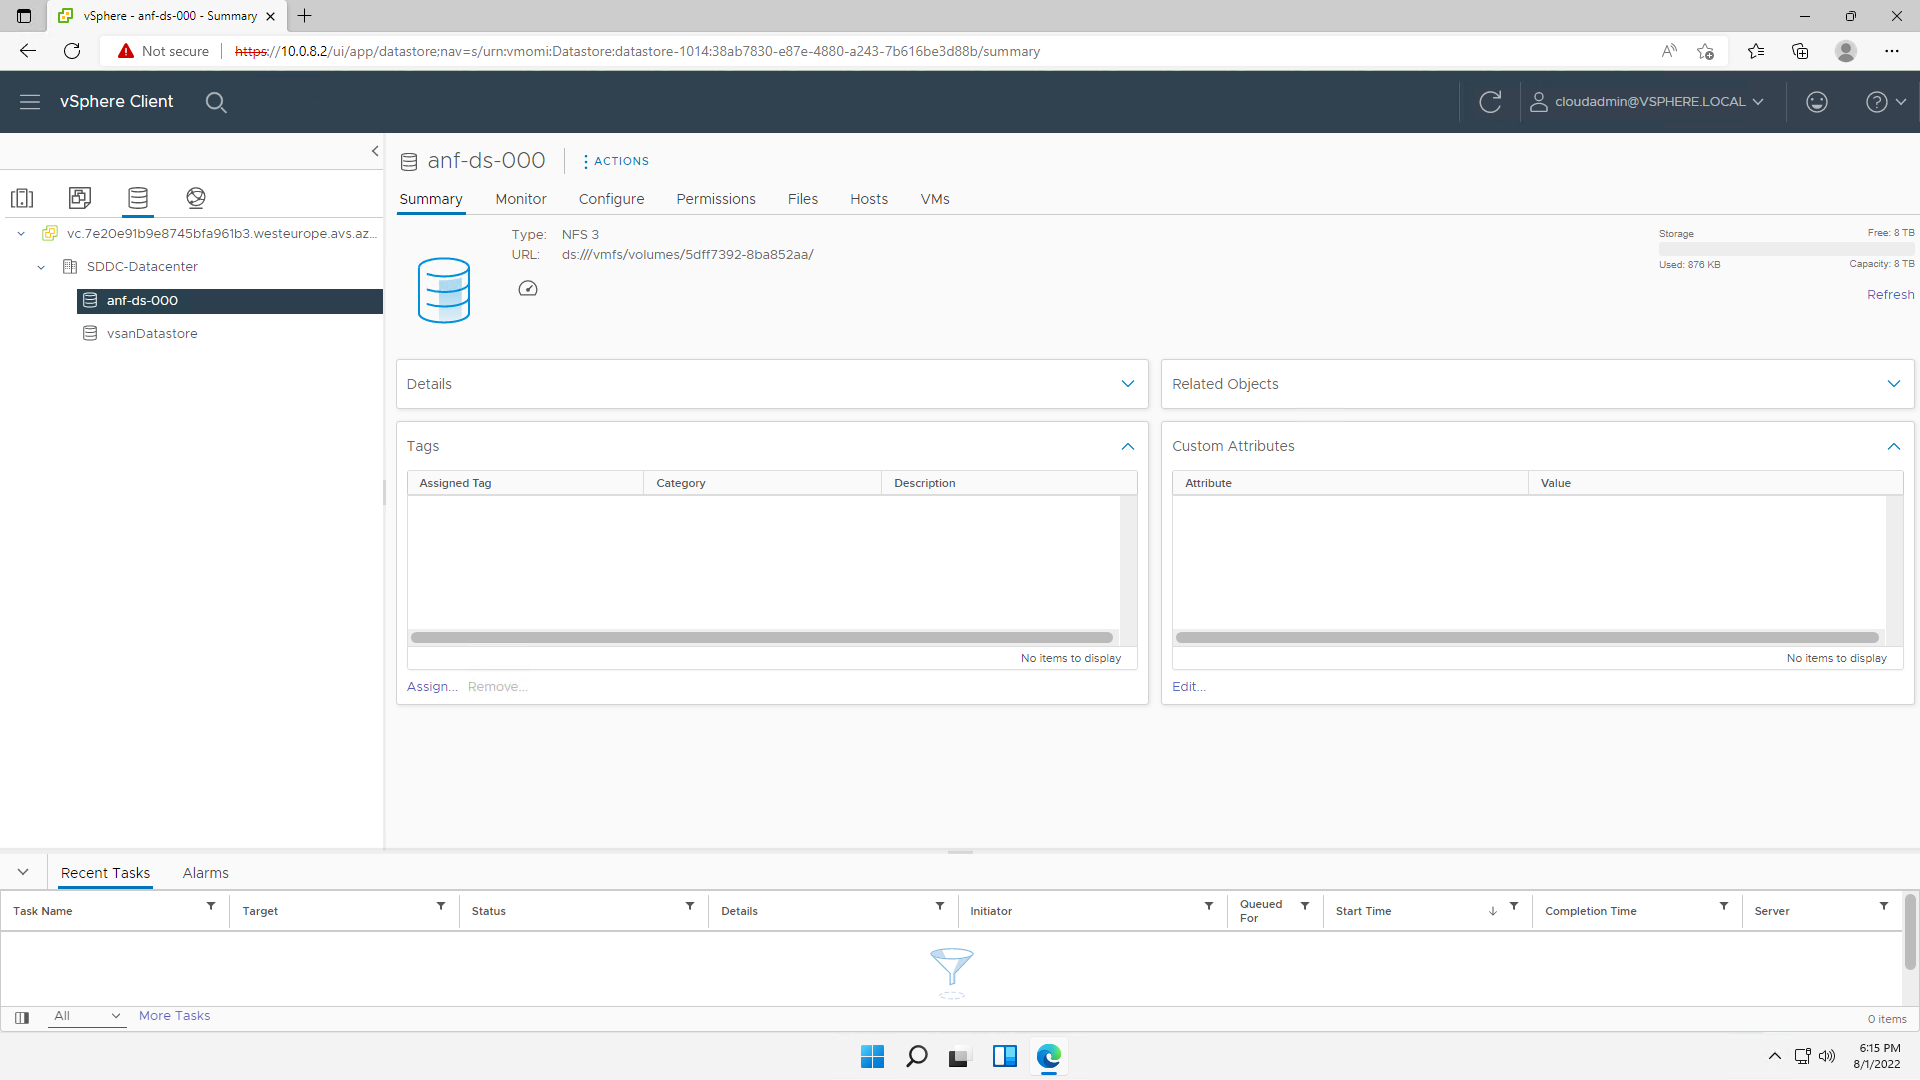 vSphere - anf-ds-000 - Summary
Not secure
https://10.0.8.2/ui/app/datastore;nav=s/urn:vmomi:Datastore:datastore-1014:38ab7830-e87e-4880-a243-7b616be3d88b/summary
vSphere Client
cloudadmin@VSPHERE.LOCAL
anf-ds-000
ACTIONS
Summary Monitor Configure Permissions Files Hosts VMs
vc.7e20e91b9e8745bfa961b3.westeurope.avs.az...
SDDC-Datacenter
anf-ds-000
vsanDatastore
Type: NFS 3
URL: ds:///vmfs/volumes/5dff7392-8ba852aa/
Storage Free: 8 TB
Used: 876 KB Capacity: 8 TB
Refresh
Details
Related Objects
Tags
Assigned Tag Category Description
No items to display
Assign... Remove...
Custom Attributes
Attribute Value
No items to display
Edit...
Recent Tasks Alarms
Task Name Target Status Details Initiator Queued For Start Time Completion Time Server
All More Tasks
0 items
6:15 PM
8/1/2022